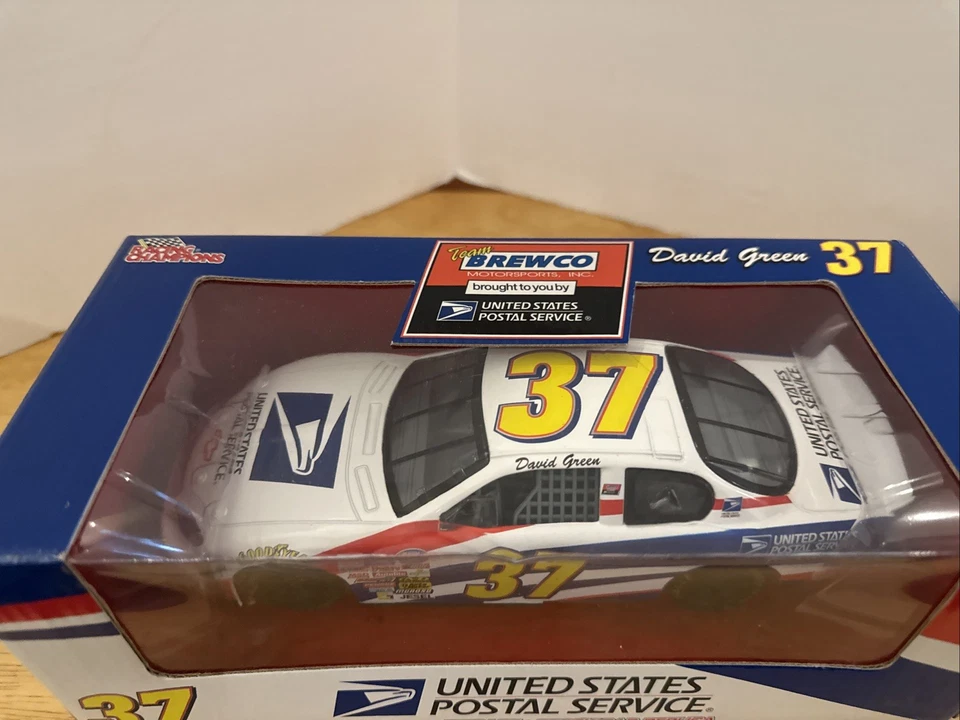 RACING
CHAMPIONS
Team
BREWCO
MOTORSPORTS, INC.
brought to you by
UNITED STATES
POSTAL SERVICE®
David Green 37
37
David Green
UNITED STATES
POSTAL SERVICE
UNITED STATES
POSTAL SERVICE
UNITED STATES
POSTAL SERVICE
GOODYEAR
37
JESEL
37
UNITED STATES
POSTAL SERVICE®